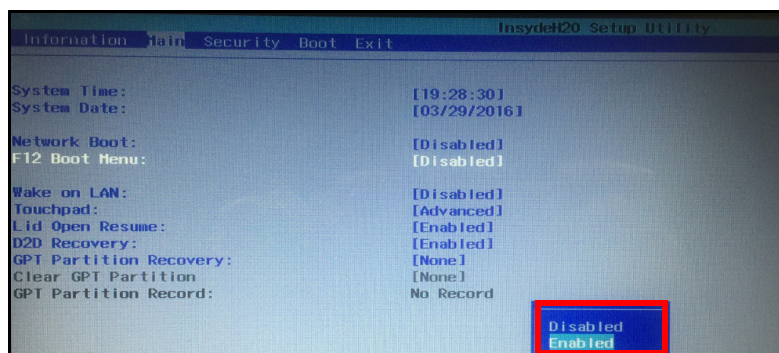 InsydeH20 Setup Utility
Information Main Security Boot Exit
System Time: [19:28:30]
System Date: [03/29/2016]
Network Boot: [Disabled]
F12 Boot Menu: [Disabled]
Wake on LAN: [Disabled]
Touchpad: [Advanced]
Lid Open Resume: [Enabled]
D2D Recovery: [Enabled]
GPT Partition Recovery: [None]
Clear GPT Partition [None]
GPT Partition Record: No Record
Disabled
Enabled